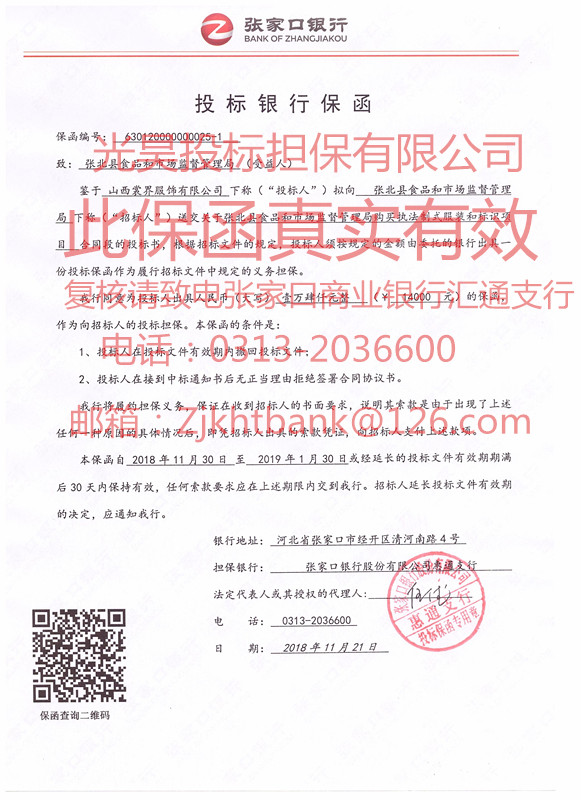 张家口银行
BANK OF ZHANGJIAKOU
投标银行保函
保函编号： 630120000000025-1
光昊投标担保有限公司
致： 张北县食品和市场监督管理局 （受益人）
鉴于 山西裳界服饰有限公司 下称（“投标人”）拟向 张北县食品和市场监督管理
局 下称（“招标人”）递交关于张北县食品和市场监督管理局购买执法制式服装和标识项
此保函真实有效
目 合同段的投标书，根据招标文件的规定，投标人须按规定的金额由委托的银行出具一
份投标保函作为履行招标文件中规定的义务担保。
我行同意为投标人出具人民币（大写） 壹万肆仟元整 （￥ 14000 元）的保函，
复核请致电张家口商业银行汇通支行
作为向招标人的投标担保。本保函的条件是：
1、投标人在投标文件有效期内撤回投标文件；
电话：0313-2036600
2、投标人在接到中标通知书后无正当理由拒绝签署合同协议书。
我行将履约担保义务，保证在收到招标人的书面要求，说明其索款是由于出现了上述
邮箱：Zjkhtbank@126.com
任何一种原因的具体情况后，即凭招标人出具的索款凭证，向招标人支付上述款项。
本保函自 2018 年 11 月 30 日 至 2019 年 1 月 30 日或经延长的投标文件有效期期满
后 30 天内保持有效，任何索款要求应在上述期限内交到我行。招标人延长投标文件有效期
的决定，应通知我行。
银行地址： 河北省张家口市经开区清河南路 4 号
担保银行： 张家口银行股份有限公司惠通支行
法定代表人或其授权的代理人：
电 话： 0313-2036600
日 期： 2018 年 11 月 21 日
张家口银行股份有限公司
惠通支行
投标保函专用章
保函查询二维码